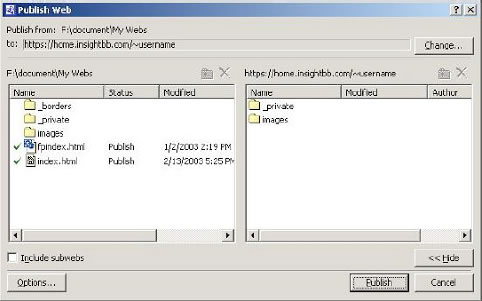 Publish Web
Publish from: F:\document\My Webs
to: https://home.insightbb.com/~username
Change...
F:\document\My Webs
https://home.insightbb.com/~username
Name Status Modified
Name Modified Author
_borders
_private
_private
images
images
fpindex.html Publish 1/2/2003 2:19 PM
index.html Publish 2/13/2003 5:25 PM
Include subwebs
<< Hide
Options...
Publish
Cancel